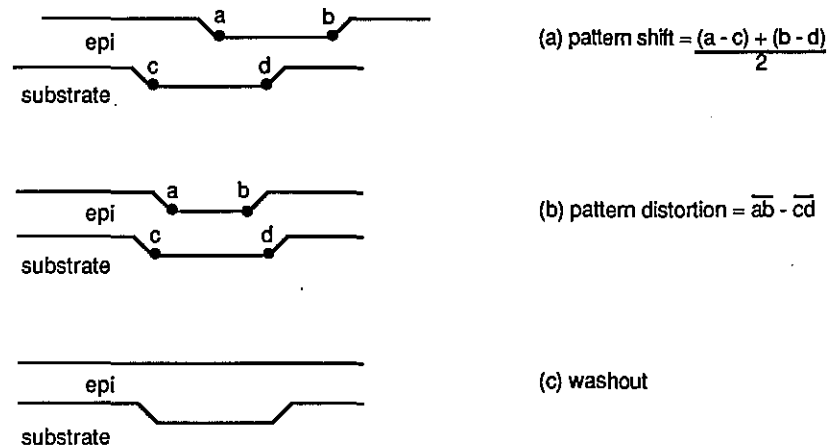 a b
epi
(a) pattern shift = (a - c) + (b - d)
2
c d
substrate
a b
epi
(b) pattern distortion = ab - cd
c d
substrate
epi
(c) washout
substrate